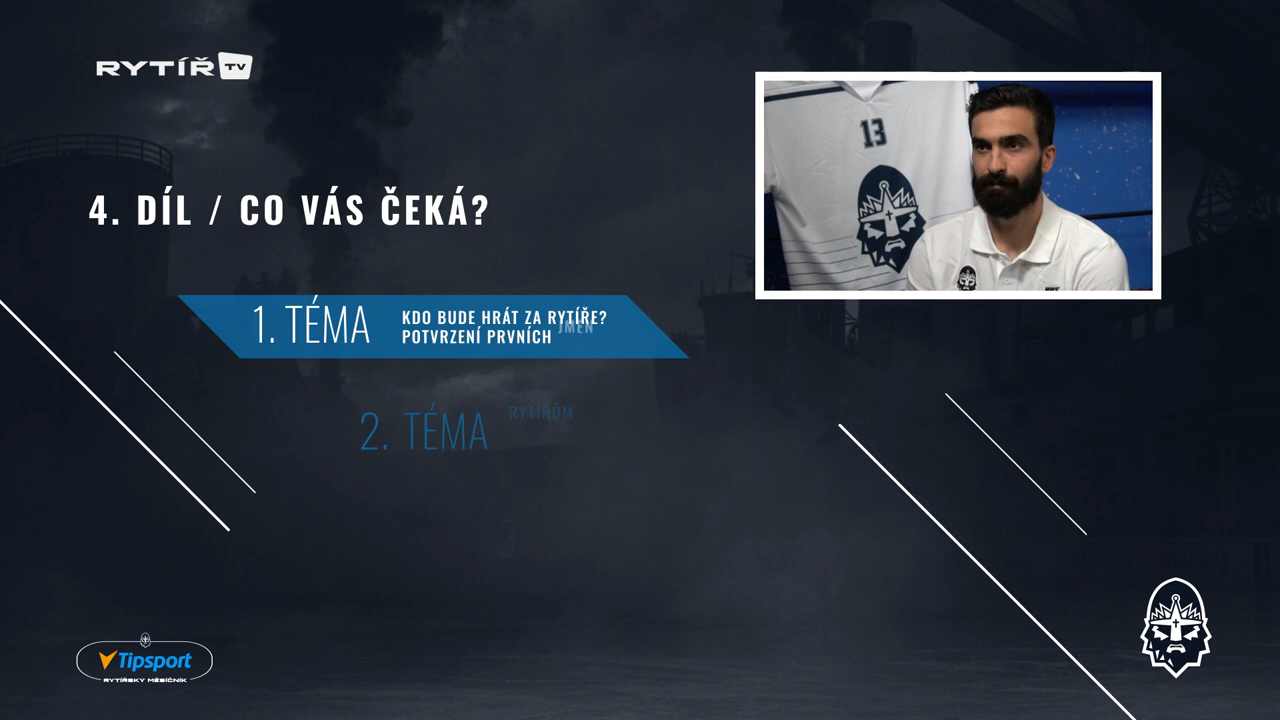 RYTÍŘ TV
13
4. DÍL / CO VÁS ČEKÁ?
1. TÉMA
KDO BUDE HRÁT ZA RYTÍŘE?
POTVRZENÍ PRVNÍCH JMEN
2. TÉMA
RYTÍŘŮM
3.
Tipsport
RYTÍŘSKÝ MĚSÍČNÍK